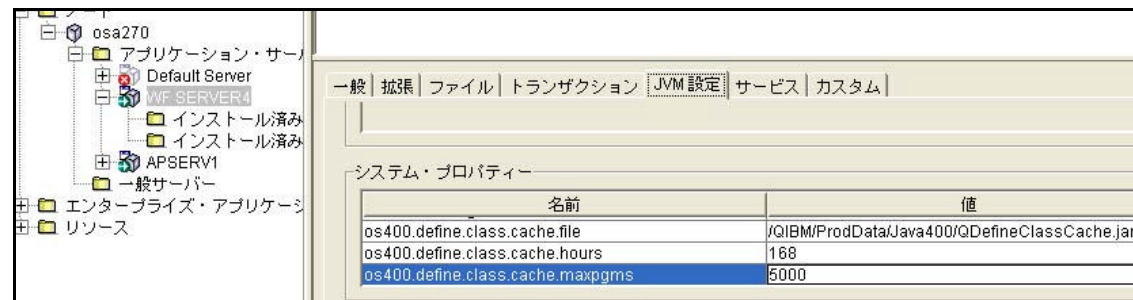 osa270
アプリケーション・サーバ
Default Server
WF SERVER4
インストール済み
インストール済み
APSERV1
一般サーバー
エンタープライズ・アプリケーシ
リソース
一般 拡張 ファイル トランザクション JVM 設定 サービス カスタム
システム・プロパティー
名前 値
os400.define.class.cache.file /QIBM/ProdData/Java400/QDefineClassCache.jar
os400.define.class.cache.hours 168
os400.define.class.cache.maxpgms 5000